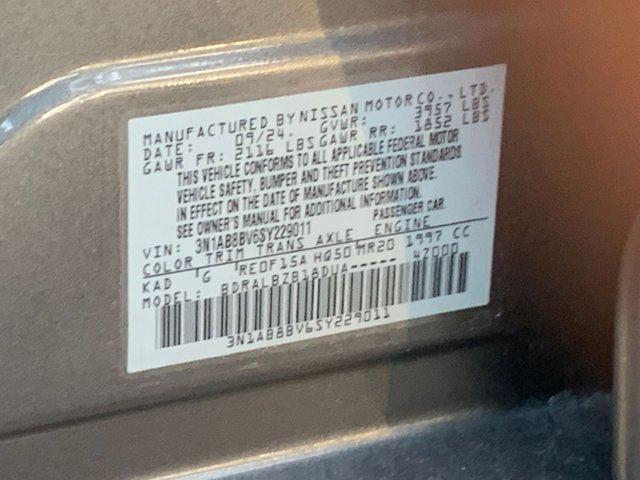 MANUFACTURED BY NISSAN MOTOR CO., LTD.
DATE: 09/24. GVWR: 3957 LBS
GAWR FR: 2116 LBS GAWR RR: 1852 LBS
THIS VEHICLE CONFORMS TO ALL APPLICABLE FEDERAL MOTOR
VEHICLE SAFETY, BUMPER AND THEFT PREVENTION STANDARDS
IN EFFECT ON THE DATE OF MANUFACTURE SHOWN ABOVE.
SEE OWNER'S MANUAL FOR ADDITIONAL INFORMATION.
VIN: 3N1AB8BV6SY229011 PASSENGER CAR
COLOR TRIM TRANS AXLE ENGINE
KAD G RE0F15A HQ50 MR20 1997 CC
MODEL: BDRALBZB18DUA----- 42000
3N1AB8BV6SY229011